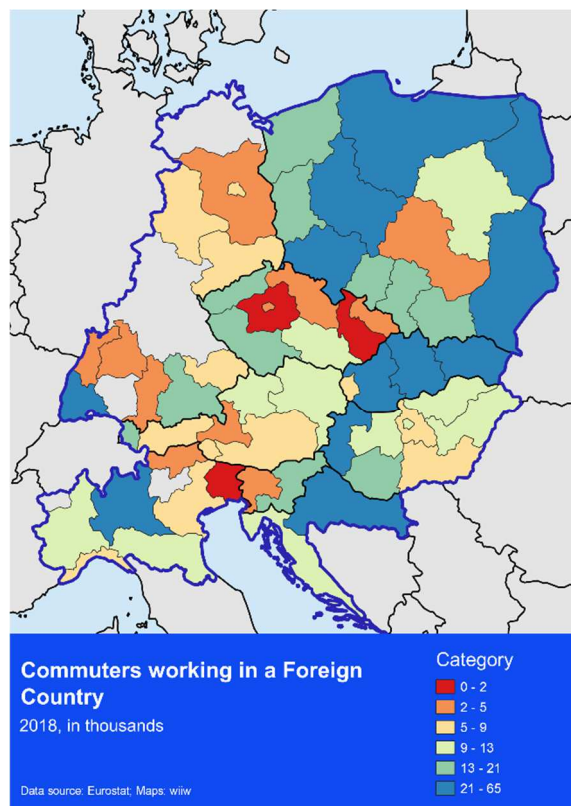 Commuters working in a Foreign
Country
2018, in thousands
Data source: Eurostat; Maps: wiiw
Category
0 - 2
2 - 5
5 - 9
9 - 13
13 - 21
21 - 65